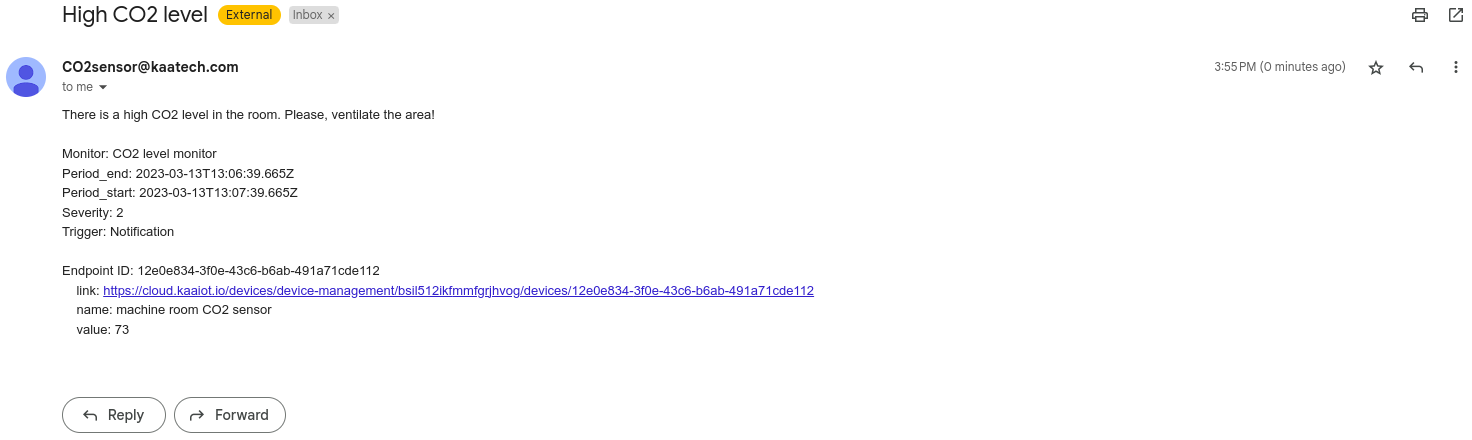 High CO2 level External Inbox ×
CO2sensor@kaatech.com 3:55 PM (0 minutes ago)
to me
There is a high CO2 level in the room. Please, ventilate the area!
Monitor: CO2 level monitor
Period_end: 2023-03-13T13:06:39.665Z
Period_start: 2023-03-13T13:07:39.665Z
Severity: 2
Trigger: Notification
Endpoint ID: 12e0e834-3f0e-43c6-b6ab-491a71cde112
link: https://cloud.kaaiot.io/devices/device-management/bsil512ikfmmfgrjhvog/devices/12e0e834-3f0e-43c6-b6ab-491a71cde112
name: machine room CO2 sensor
value: 73
Reply Forward